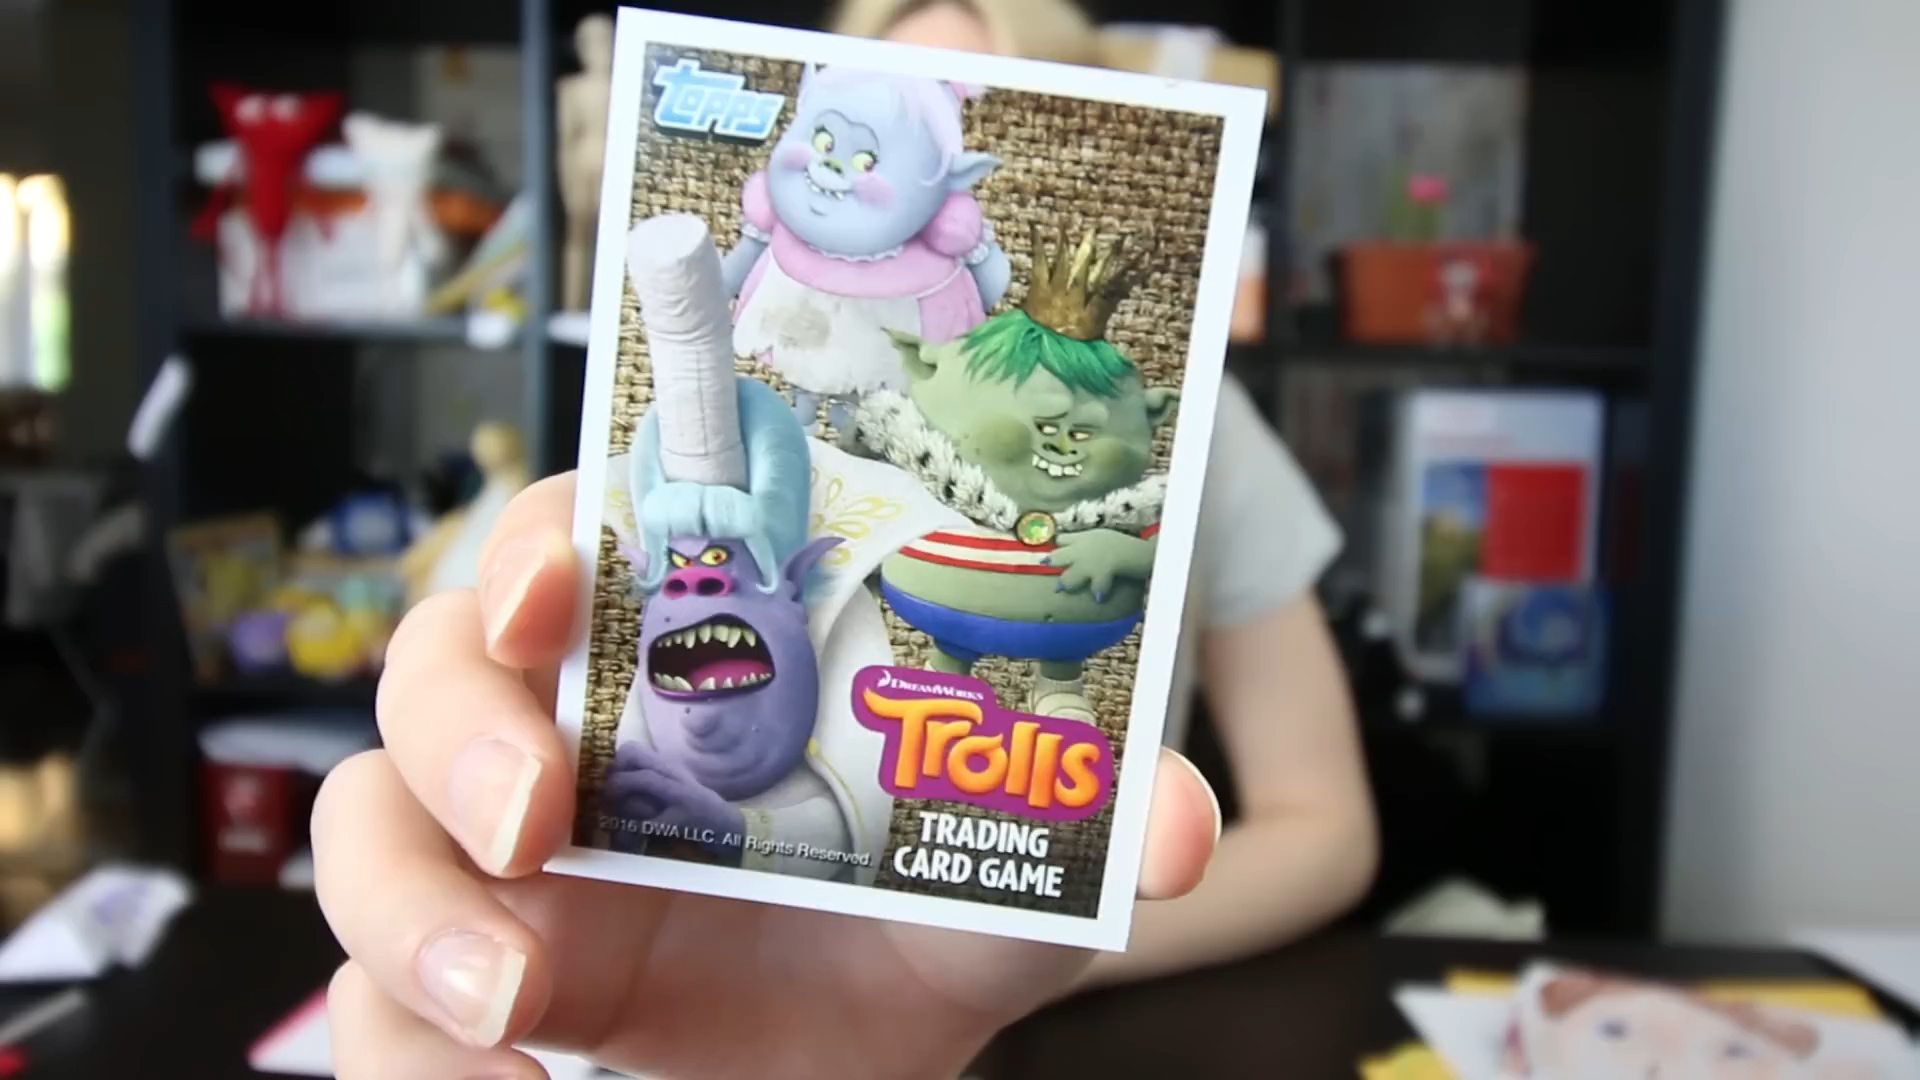 Topps
DreamWorks
Trolls
TRADING
CARD GAME
2016 DWA LLC. All Rights Reserved.